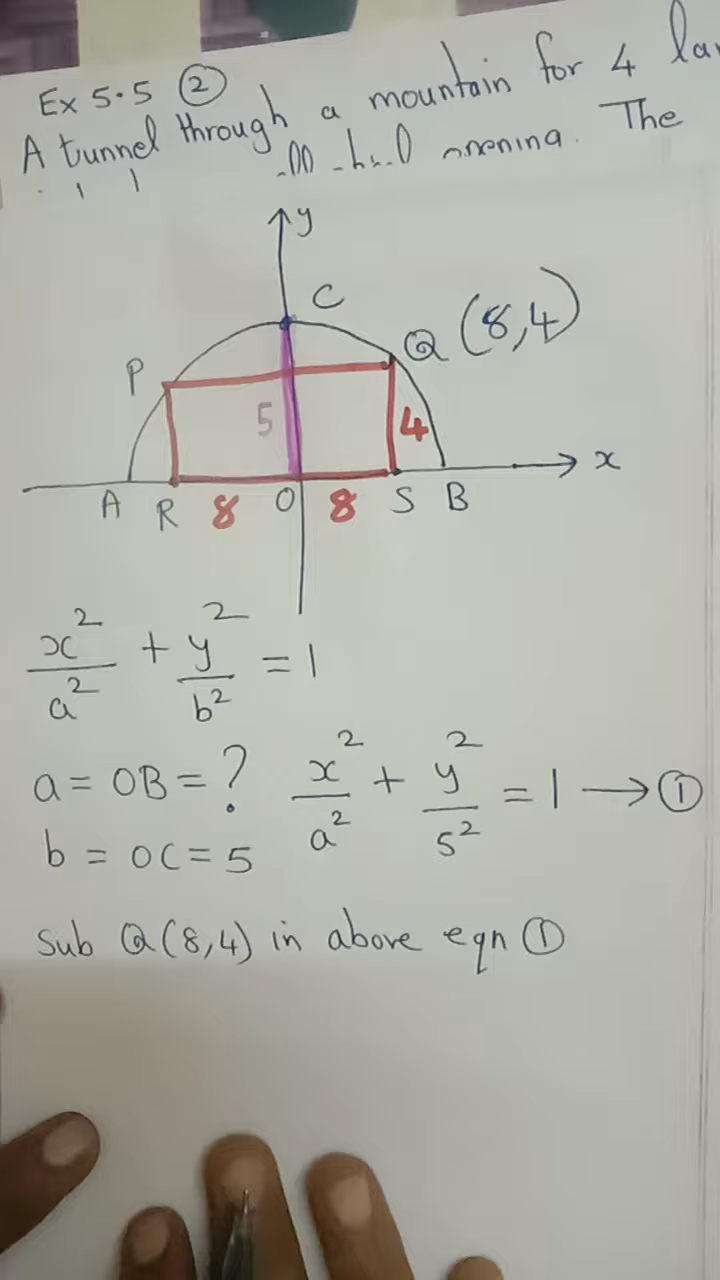 Ex 5.5 ②
A tunnel through a mountain for 4
The
y
C
Q (8,4)
P
5
4
x
A R 8 O 8 S B
x²/a² + y²/b² = 1
a = OB = ? x²/a² + y²/5² = 1 → ①
b = OC = 5
Sub Q(8,4) in above eqn ①